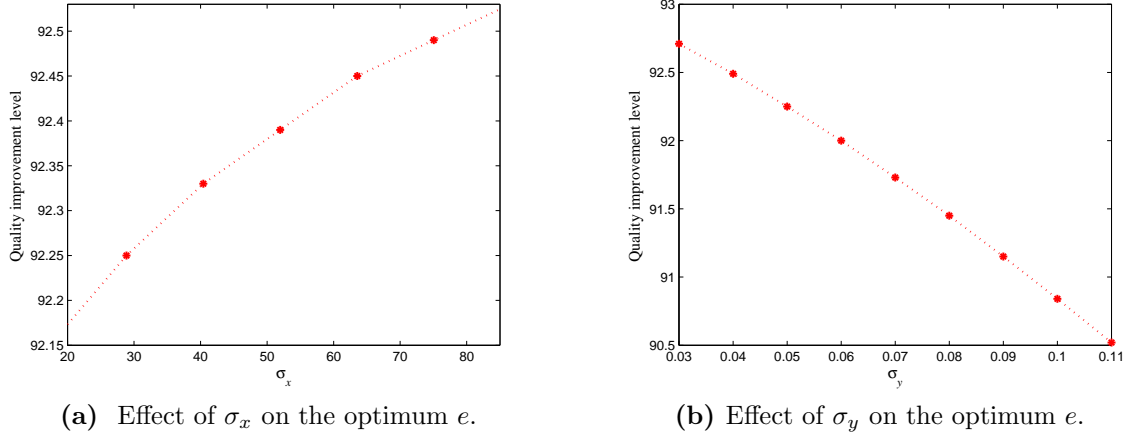 92.5
92.45
92.4
92.35
92.3
92.25
92.2
92.15
Quality improvement level
20 30 40 50 60 70 80
σx
(a) Effect of σx on the optimum e.
93
92.5
92
91.5
91
90.5
Quality improvement level
0.03 0.04 0.05 0.06 0.07 0.08 0.09 0.1 0.11
σy
(b) Effect of σy on the optimum e.